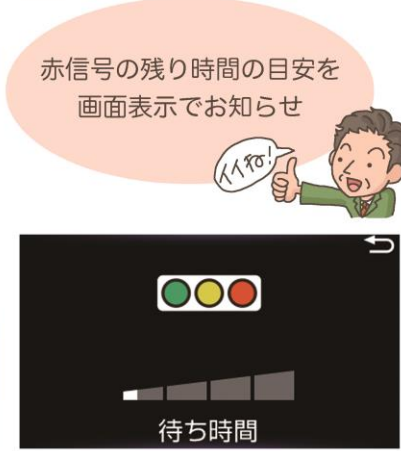 赤信号の残り時間の目安を
画面表示でお知らせ
イイね!
待ち時間